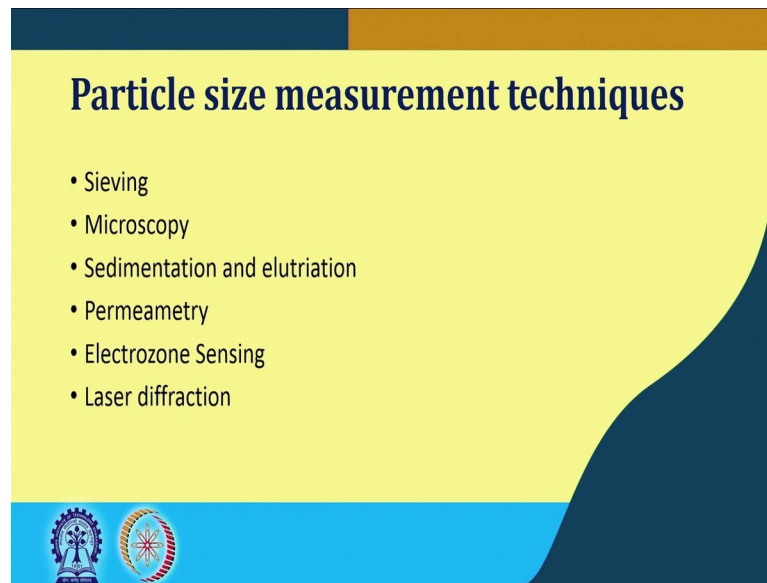 Particle size measurement techniques
• Sieving
• Microscopy
• Sedimentation and elutriation
• Permeametry
• Electrozone Sensing
• Laser diffraction